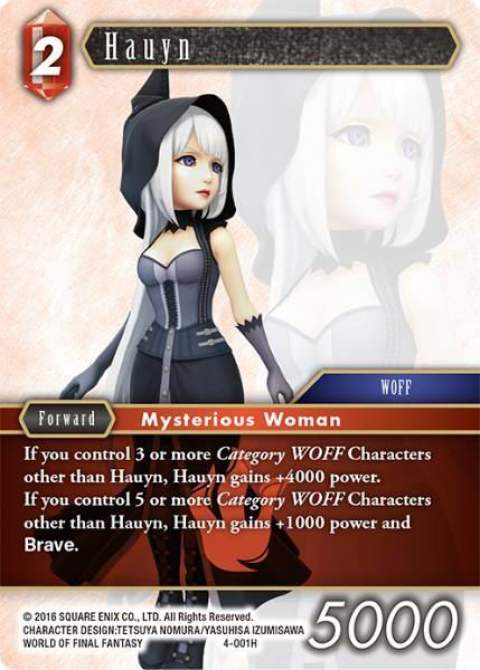 2
Hauyn
WOFF
Forward
Mysterious Woman
If you control 3 or more Category WOFF Characters
other than Hauyn, Hauyn gains +4000 power.
If you control 5 or more Category WOFF Characters
other than Hauyn, Hauyn gains +1000 power and
Brave.
© 2016 SQUARE ENIX CO., LTD. All Rights Reserved.
CHARACTER DESIGN:TETSUYA NOMURA/YASUHISA IZUMISAWA
WORLD OF FINAL FANTASY 4-001H
5000